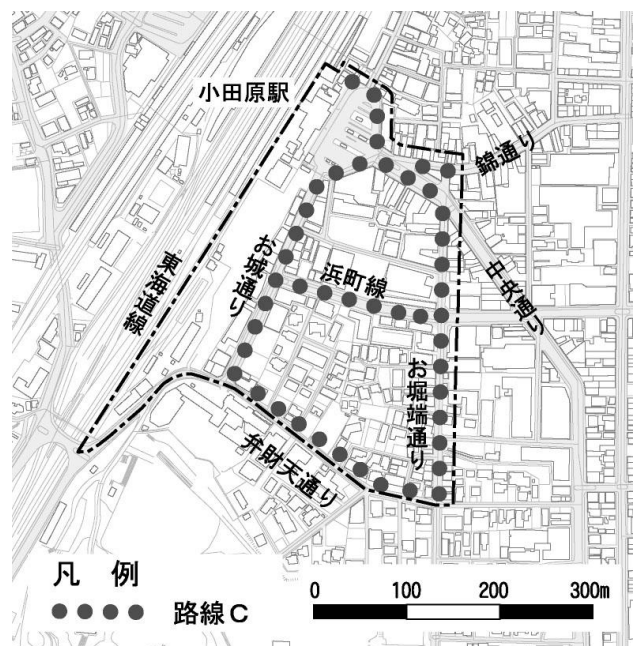 小田原駅
錦通り
東海道線
お城通り
浜町線
中央通り
お堀端通り
弁財天通り
凡 例
路線C
0 100 200 300m